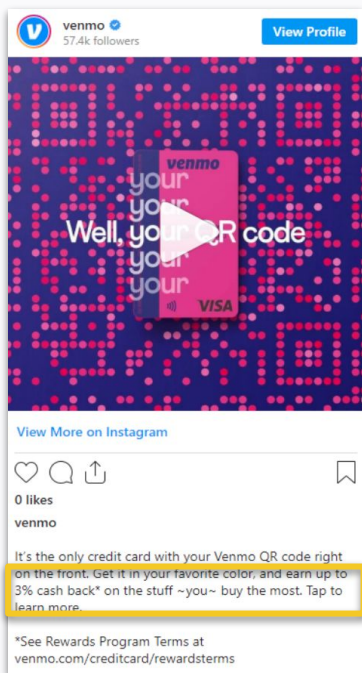 venmo
57.4k followers
View Profile
venmo
your
your
Well, your QR code
your
your
your
VISA
View More on Instagram
0 likes
venmo
It's the only credit card with your Venmo QR code right
on the front. Get it in your favorite color, and earn up to
3% cash back* on the stuff ~you~ buy the most. Tap to
learn more.
*See Rewards Program Terms at
venmo.com/creditcard/rewardsterms